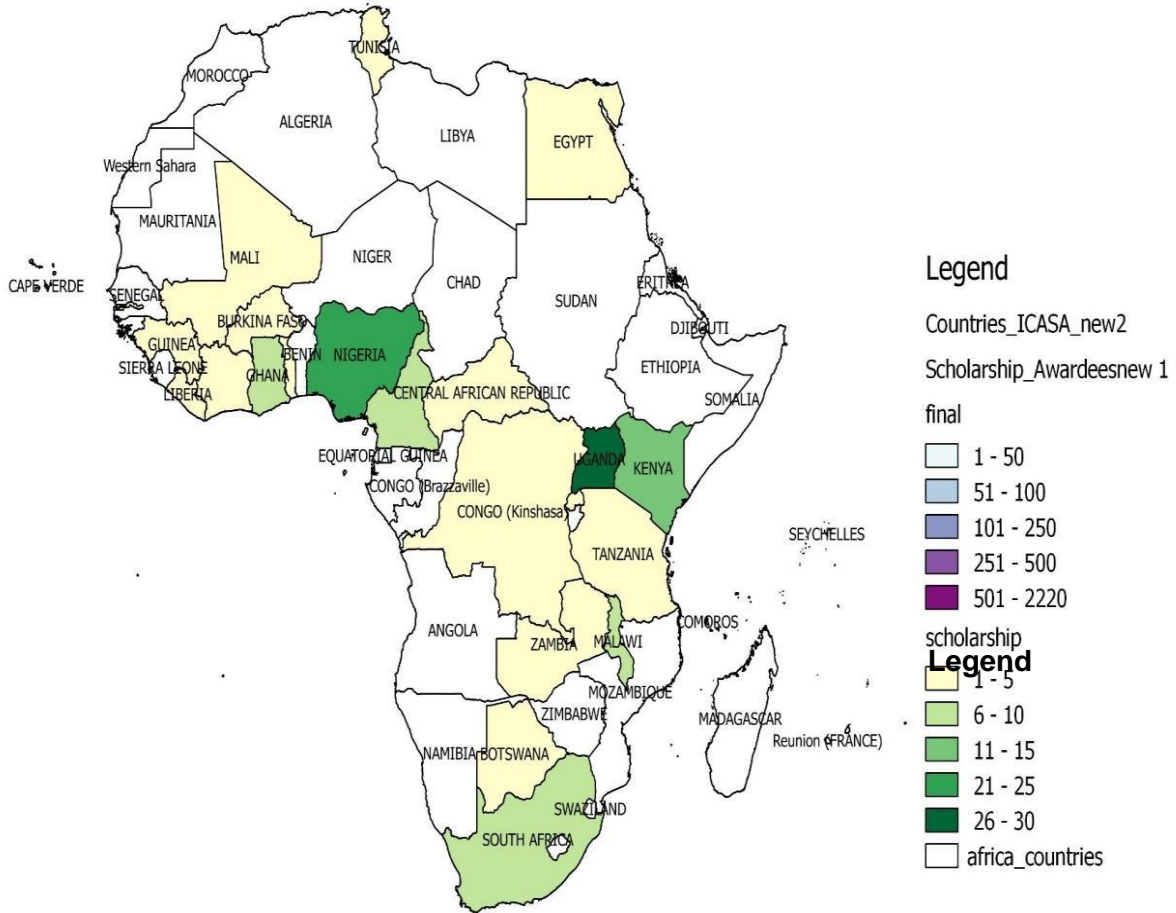 TUNISIA
MOROCCO
ALGERIA
LIBYA
EGYPT
Western Sahara
MAURITANIA
MALI
NIGER
CHAD
SUDAN
ERITREA
CAPE VERDE
SENEGAL
BURKINA FASO
DJIBOUTI
GUINEA
BENIN
NIGERIA
SIERRA LEONE
GHANA
ETHIOPIA
LIBERIA
CENTRAL AFRICAN REPUBLIC
SOMALIA
EQUATORIAL GUINEA
UGANDA
KENYA
CONGO (Brazzaville)
CONGO (Kinshasa)
SEYCHELLES
TANZANIA
ANGOLA
COMOROS
ZAMBIA
MALAWI
MOZAMBIQUE
ZIMBABWE
MADAGASCAR
Reunion (FRANCE)
NAMIBIA
BOTSWANA
SWAZILAND
SOUTH AFRICA
Legend
Countries_ICASA_new2
Scholarship_Awardeesnew 1
final
1 - 50
51 - 100
101 - 250
251 - 500
501 - 2220
scholarship
Legend
1 - 5
6 - 10
11 - 15
21 - 25
26 - 30
africa_countries